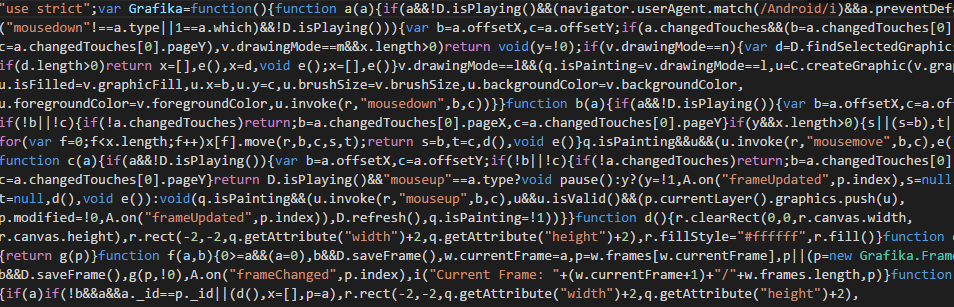 "use strict";var Grafika=function(){function a(a){if(a&&!D.isPlaying()&&(navigator.userAgent.match(/Android/i)&&a.preventDefa
("mousedown"!==a.type||1==a.which)&&!D.isPlaying())){var b=a.offsetX,c=a.offsetY;if(a.changedTouches&&(b=a.changedTouches[0]
c=a.changedTouches[0].pageY),v.drawingMode==m&&x.length>0)return void(y=!0);if(v.drawingMode==n){var d=D.findSelectedGraphics
if(d.length>0)return x=[],e(),x=d,void e();x=[],e()}v.drawingMode==l&&(q.isPainting=v.drawingMode==l,u=C.createGraphic(v.grap
u.isFilled=v.graphicFill,u.x=b,u.y=c,u.brushSize=v.brushSize,u.backgroundColor=v.backgroundColor,
u.foregroundColor=v.foregroundColor,u.invoke(r,"mousedown",b,c))}}function b(a){if(a&&!D.isPlaying()){var b=a.offsetX,c=a.off
if(!b||!c){if(!a.changedTouches)return;b=a.changedTouches[0].pageX,c=a.changedTouches[0].pageY}if(y&&x.length>0){s||(s=b),t||
for(var f=0;f<x.length;f++)x[f].move(r,b,c,s,t);return s=b,t=c,d(),void e()}q.isPainting&&u&&(u.invoke(r,"mousemove",b,c),e(
function c(a){if(a&&!D.isPlaying()){var b=a.offsetX,c=a.offsetY;if(!b||!c){if(!a.changedTouches)return;b=a.changedTouches[0]
c=a.changedTouches[0].pageY}return D.isPlaying()&&"mouseup"==a.type?void pause():y?(y=!1,A.on("frameUpdated",p.index),s=null
t=null,d(),void e()):void(q.isPainting&&(u.invoke(r,"mouseup",b,c),u&&u.isValid()&&(p.currentLayer().graphics.push(u),
p.modified=!0,A.on("frameUpdated",p.index)),D.refresh(),q.isPainting=!1))}}function d(){r.clearRect(0,0,r.canvas.width,
r.canvas.height),r.rect(-2,-2,q.getAttribute("width")+2,q.getAttribute("height")+2),r.fillStyle="#ffffff",r.fill()}function e
{return g(p)}function f(a,b){0>=a&&(a=0),b&&D.saveFrame(),w.currentFrame=a,p=w.frames[w.currentFrame],p||(p=new Grafika.Frame
b&&D.saveFrame(),g(p,!0),A.on("frameChanged",p.index),i("Current Frame: "+(w.currentFrame+1)+"/"+w.frames.length,p)}function
{if(a)if(!b&&a&&a._id==p._id||(d(),x=[],p=a),r.rect(-2,-2,q.getAttribute("width")+2,q.getAttribute("height")+2),